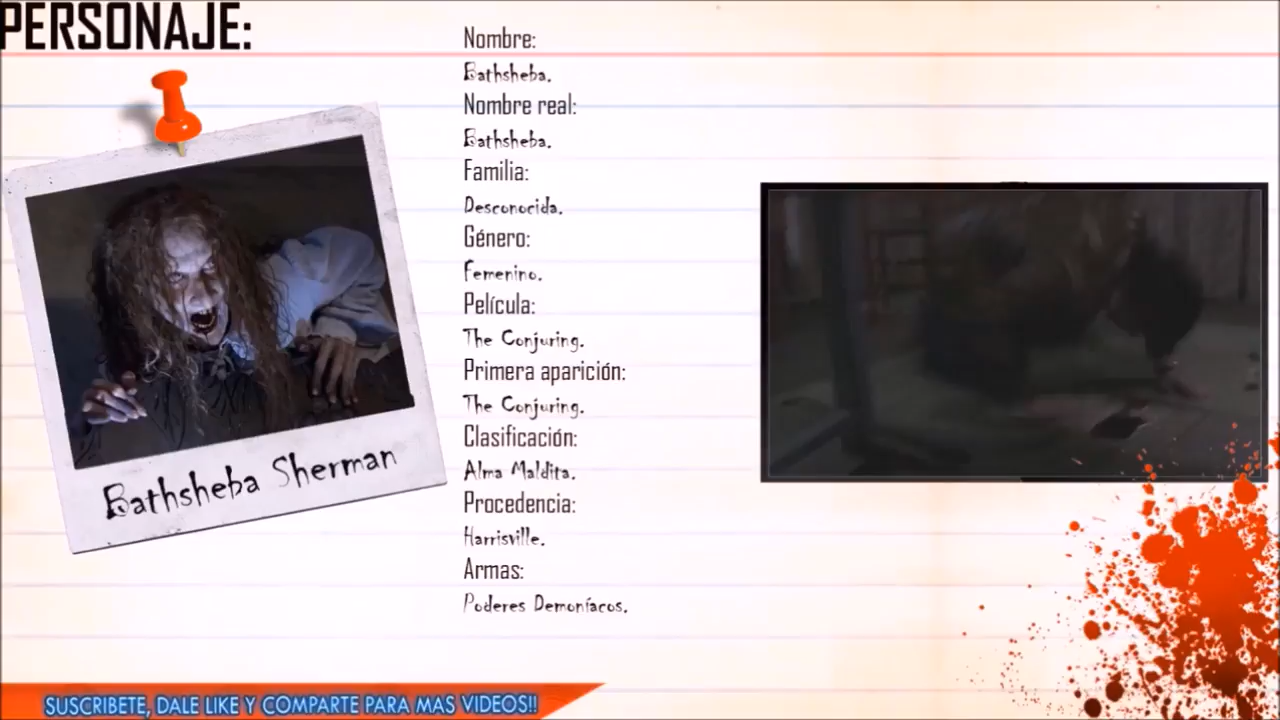 PERSONAJE:
Bathsheba Sherman
Nombre:
Bathsheba.
Nombre real:
Bathsheba.
Familia:
Desconocida.
Género:
Femenino.
Película:
The Conjuring.
Primera aparición:
The Conjuring.
Clasificación:
Alma Maldita.
Procedencia:
Harrisville.
Armas:
Poderes Demoníacos.
SUSCRIBETE, DALE LIKE Y COMPARTE PARA MAS VIDEOS!!